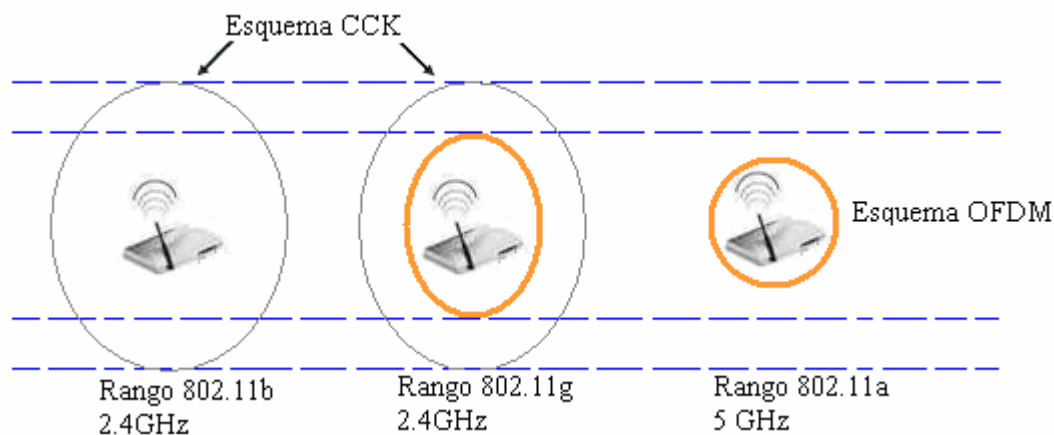 Esquema CCK
Esquema OFDM
Rango 802.11b
2.4GHz
Rango 802.11g
2.4GHz
Rango 802.11a
5 GHz